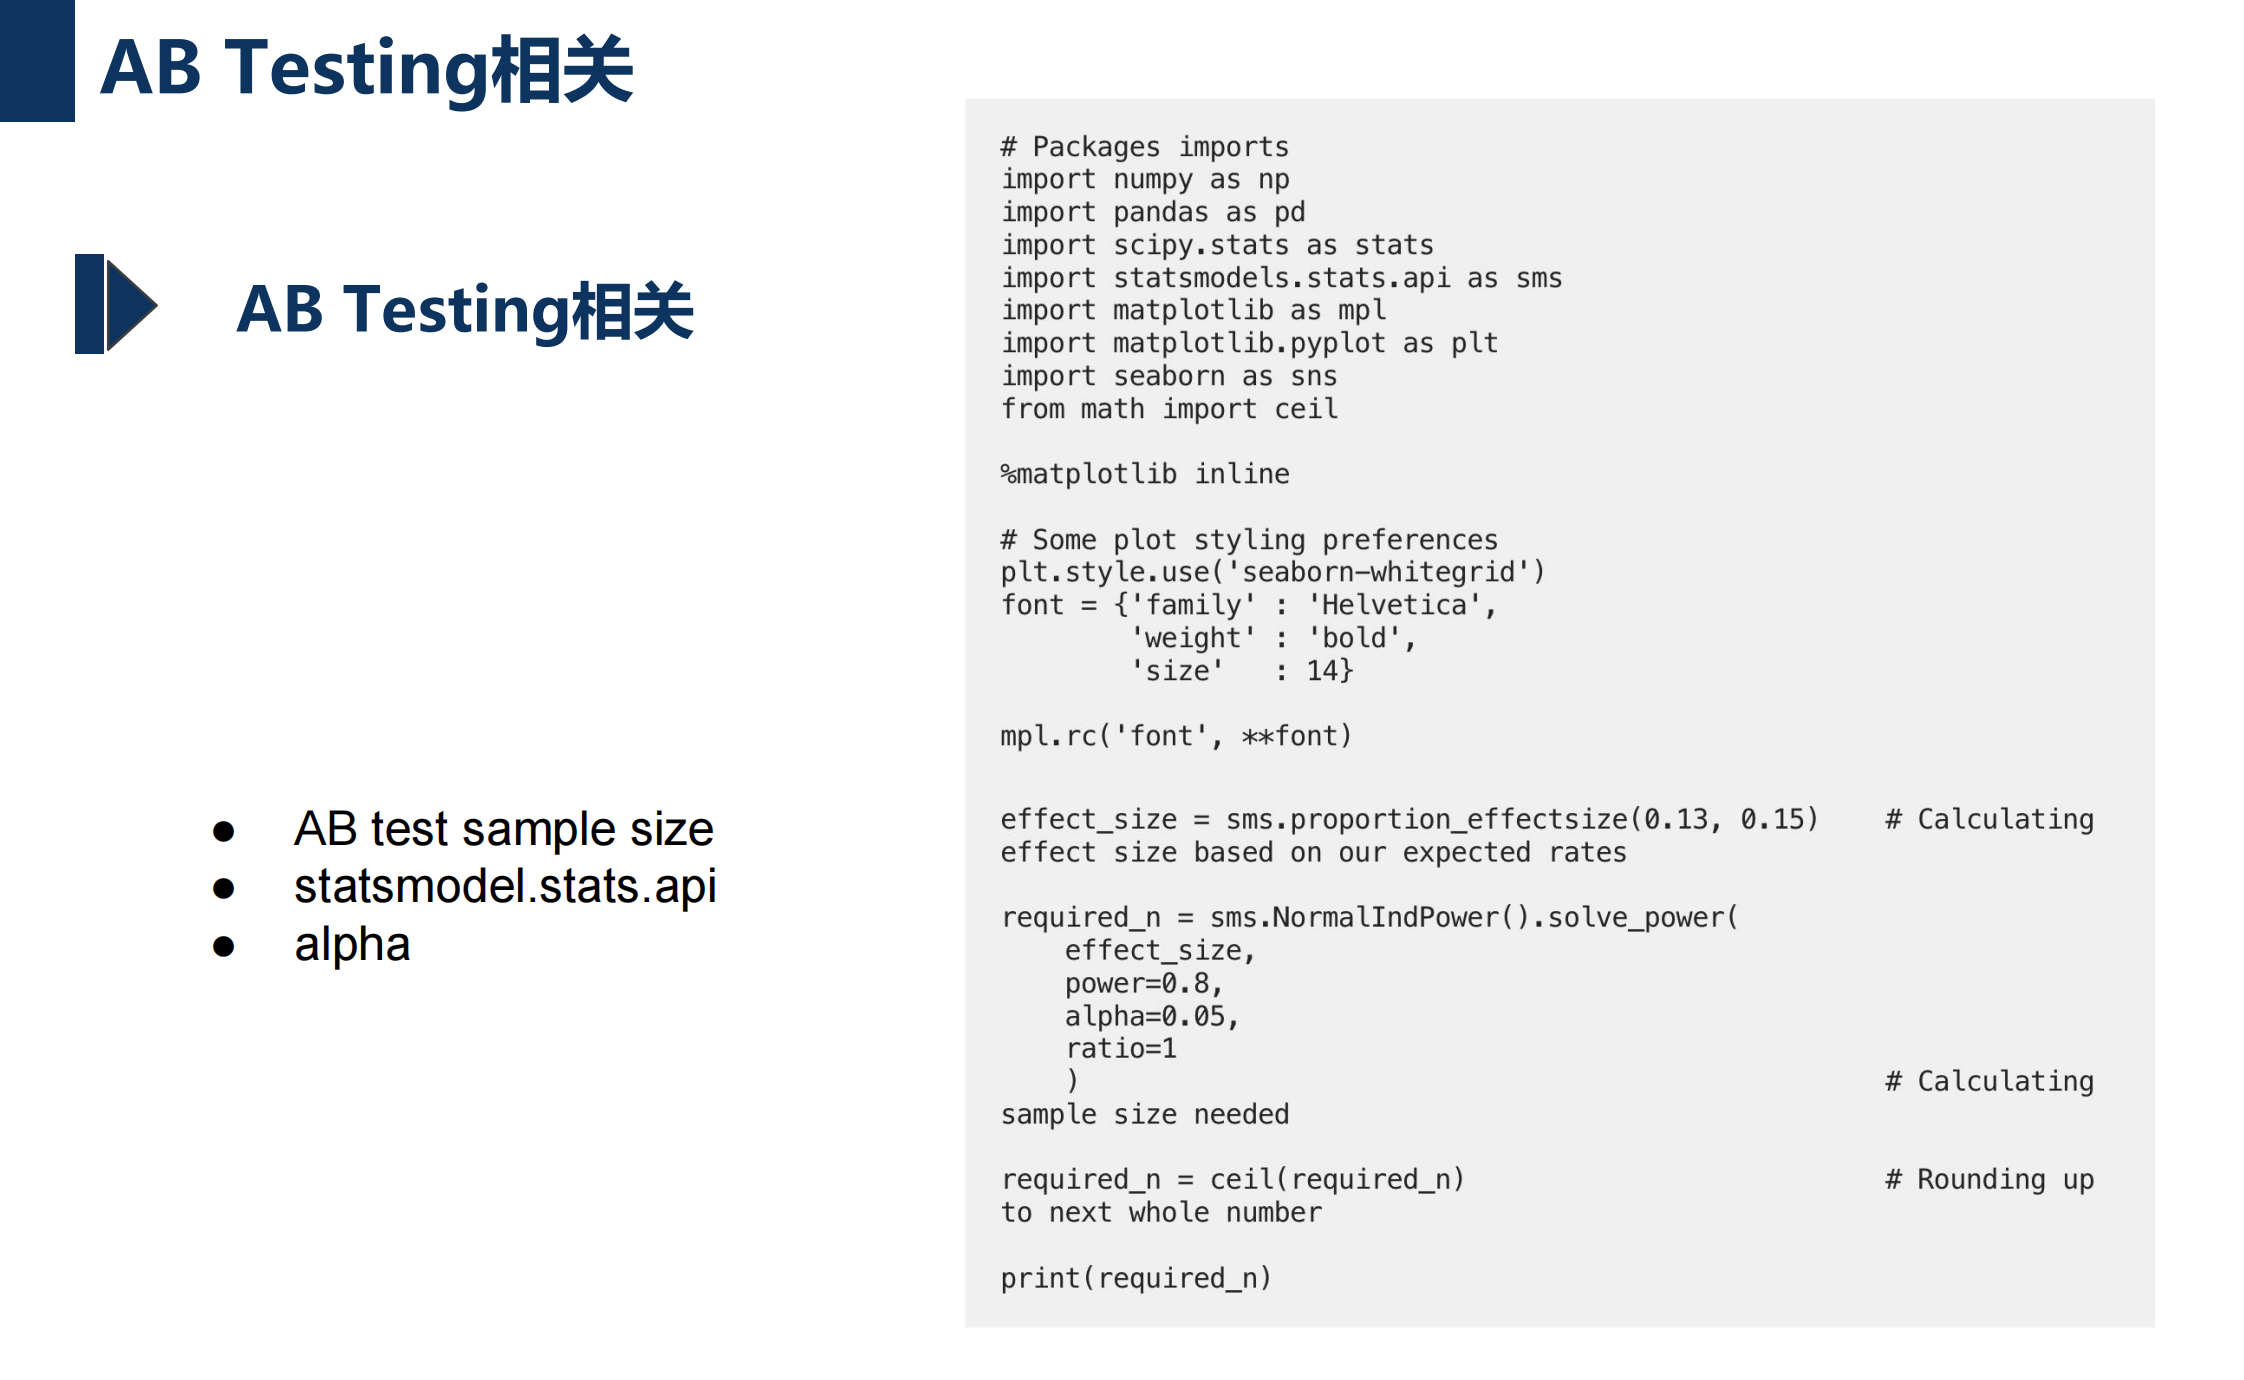 AB Testing相关
AB Testing相关
● AB test sample size
● statsmodel.stats.api
● alpha
# Packages imports
import numpy as np
import pandas as pd
import scipy.stats as stats
import statsmodels.stats.api as sms
import matplotlib as mpl
import matplotlib.pyplot as plt
import seaborn as sns
from math import ceil
%matplotlib inline
# Some plot styling preferences
plt.style.use('seaborn-whitegrid')
font = {'family' : 'Helvetica',
        'weight' : 'bold',
        'size'   : 14}
mpl.rc('font', **font)
effect_size = sms.proportion_effectsize(0.13, 0.15)    # Calculating
effect size based on our expected rates
required_n = sms.NormalIndPower().solve_power(
    effect_size,
    power=0.8,
    alpha=0.05,
    ratio=1
    )                                                  # Calculating
sample size needed
required_n = ceil(required_n)                          # Rounding up
to next whole number
print(required_n)